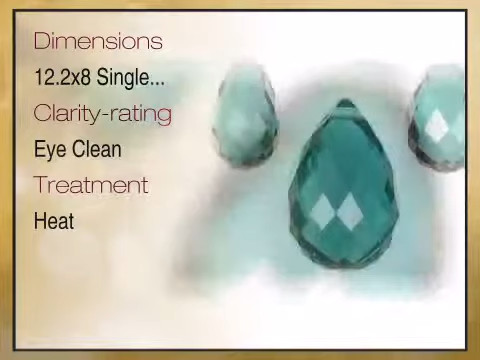 Dimensions
12.2x8 Single...
Clarity-rating
Eye Clean
Treatment
Heat